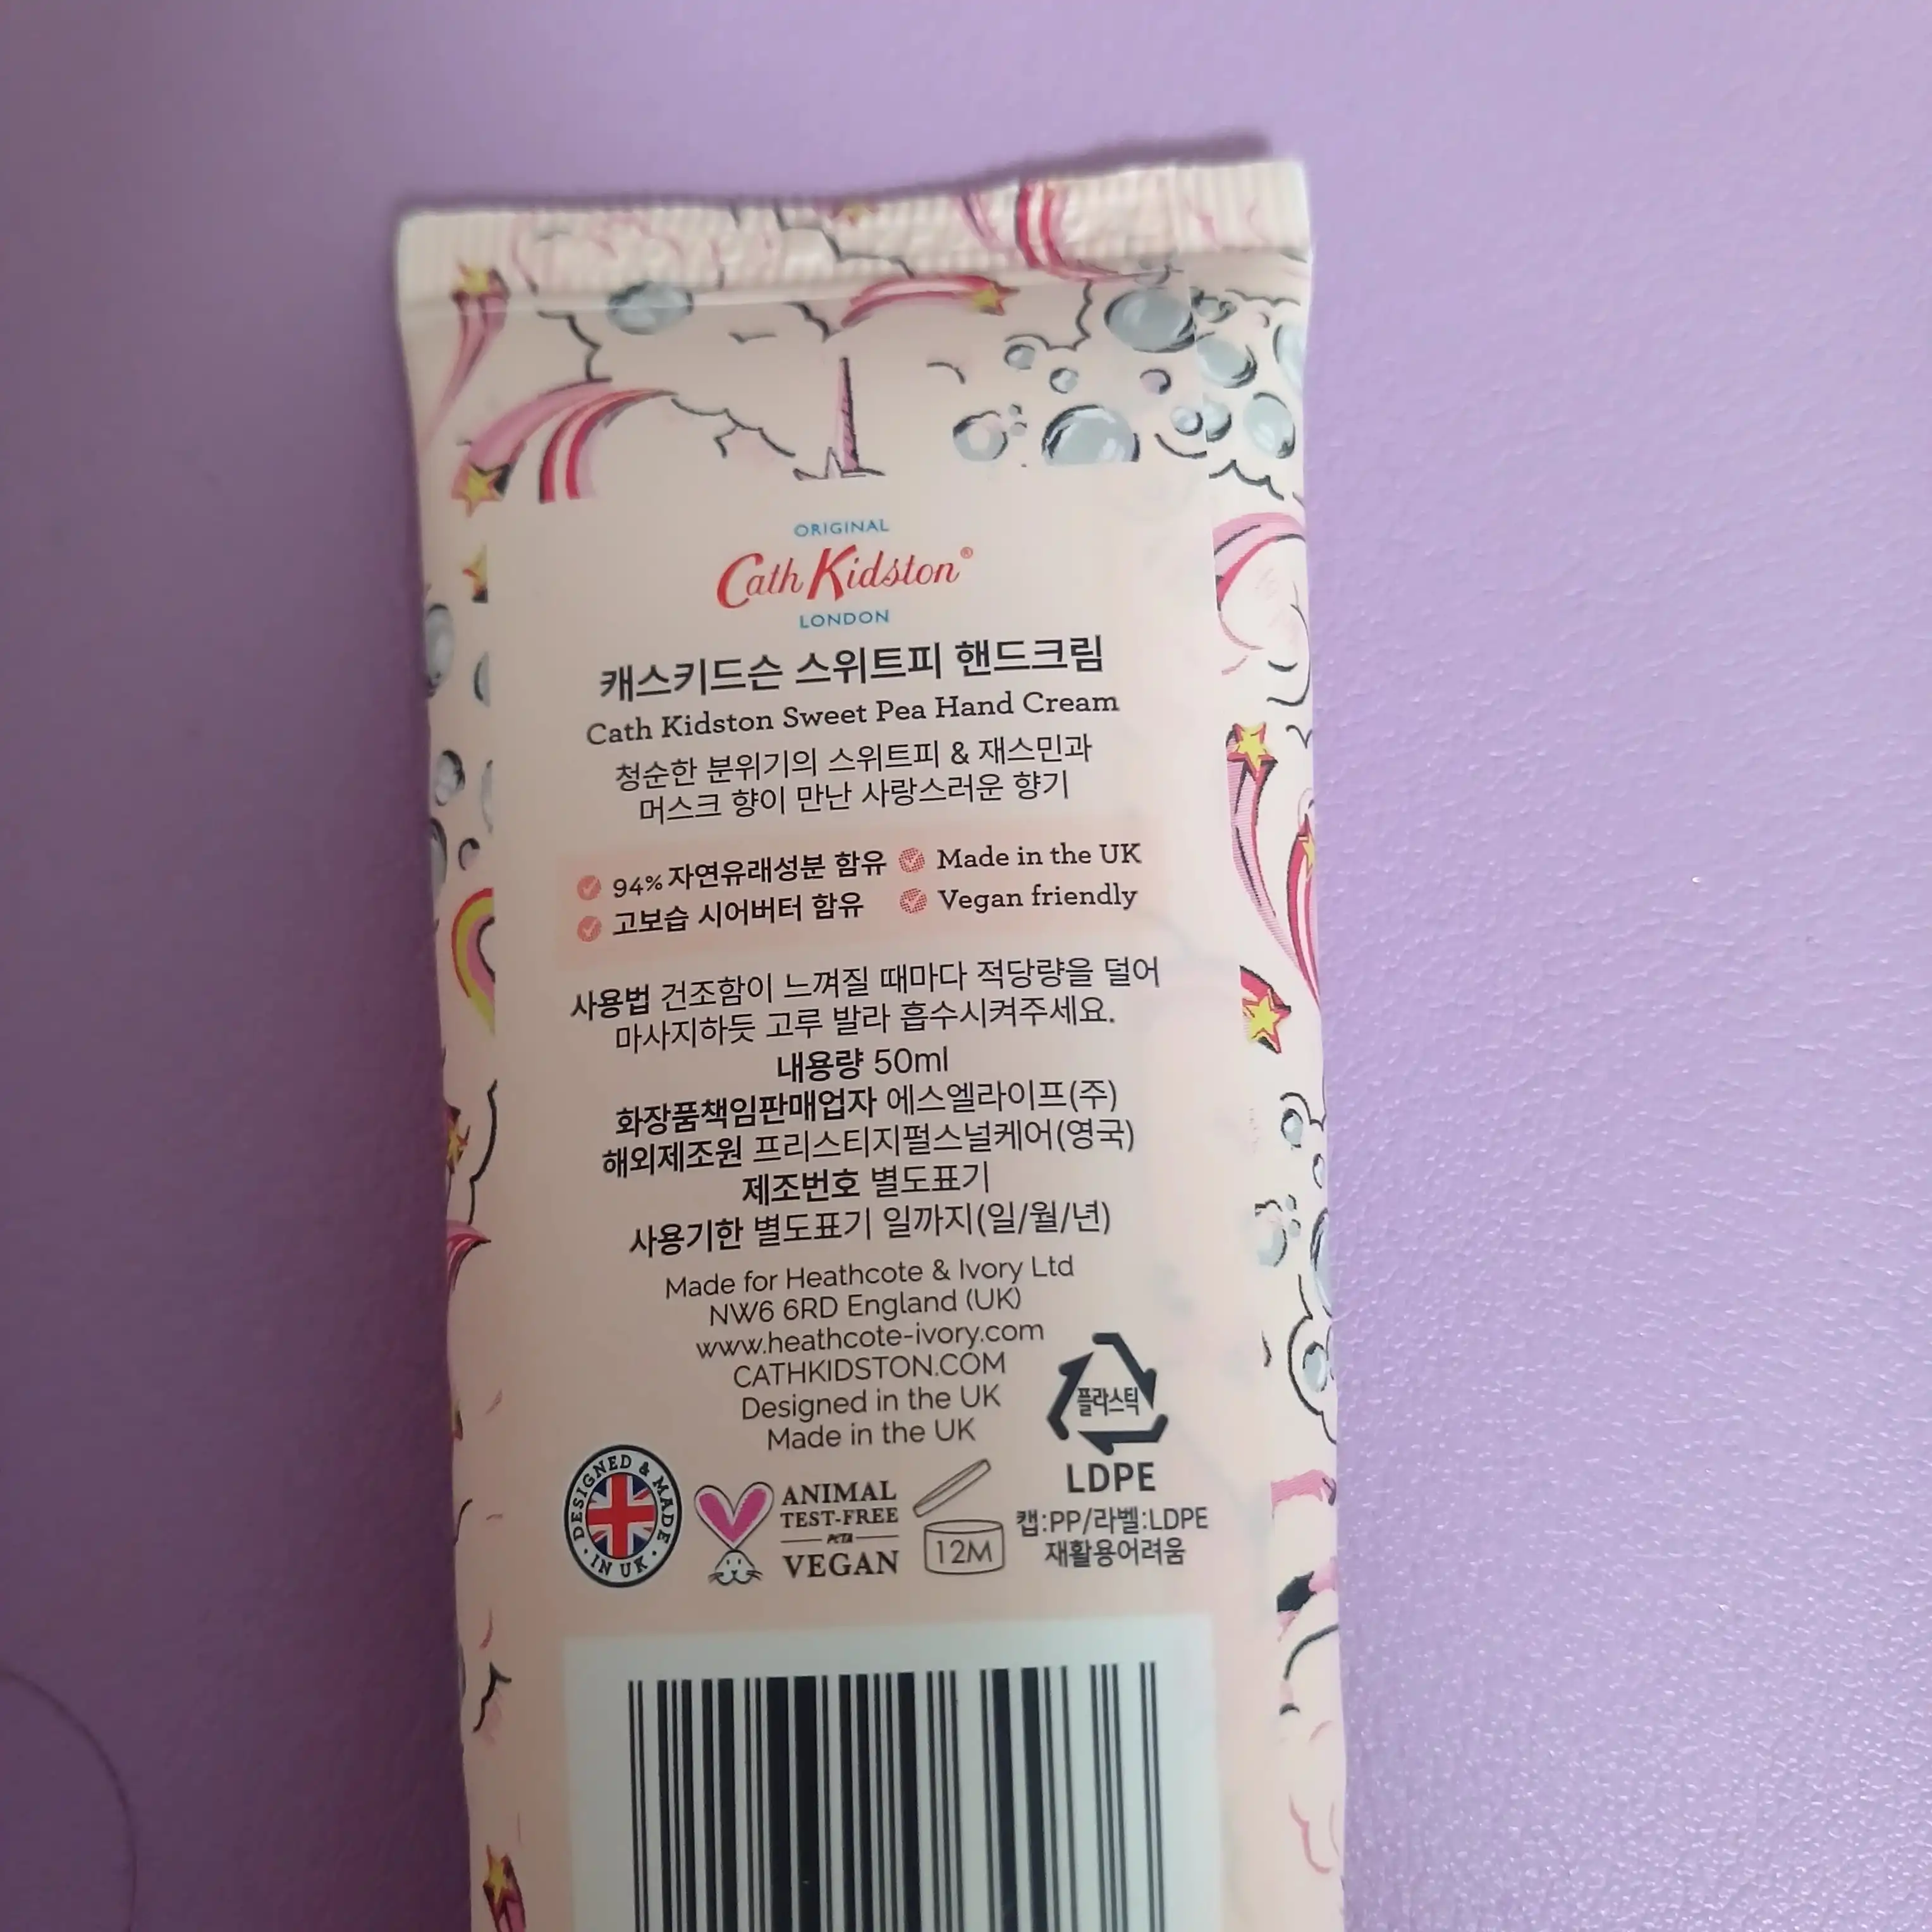 ORIGINAL
Cath Kidston®
LONDON
캐스키드슨 스위트피 핸드크림
Cath Kidston Sweet Pea Hand Cream
청순한 분위기의 스위트피 & 재스민과
머스크 향이 만난 사랑스러운 향기
94% 자연유래성분 함유 Made in the UK
고보습 시어버터 함유 Vegan friendly
사용법 건조함이 느껴질 때마다 적당량을 덜어
마사지하듯 고루 발라 흡수시켜주세요.
내용량 50ml
화장품책임판매업자 에스엘라이프(주)
해외제조원 프리스티지펄스널케어(영국)
제조번호 별도표기
사용기한 별도표기 일까지(일/월/년)
Made for Heathcote & Ivory Ltd
NW6 6RD England (UK)
www.heathcote-ivory.com
CATHKIDSTON.COM
Designed in the UK
Made in the UK
플라스틱
LDPE
캡:PP/라벨:LDPE
재활용어려움
DESIGNED & MADE · IN UK ·
ANIMAL
TEST-FREE
PETA
VEGAN
12M